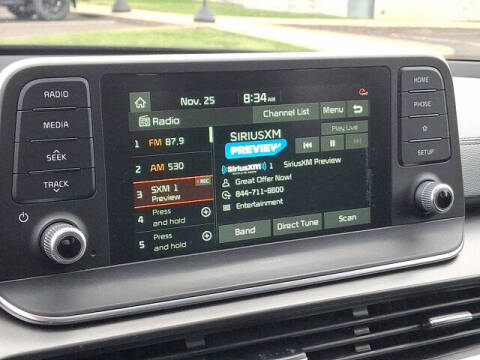 RADIO
MEDIA
SEEK
TRACK
Nov. 25
8:34 AM
Radio
Channel List
Menu
1 FM 87.9
2 AM 530
3 SXM 1 REC
Preview
4 Press
and hold
5 Press
and hold
SIRIUSXM
PREVIEW
Play Live
SiriusXM 1 SiriusXM Preview
Great Offer Now!
844-711-8800
Entertainment
Band
Direct Tune
Scan
HOME
PHONE
SETUP